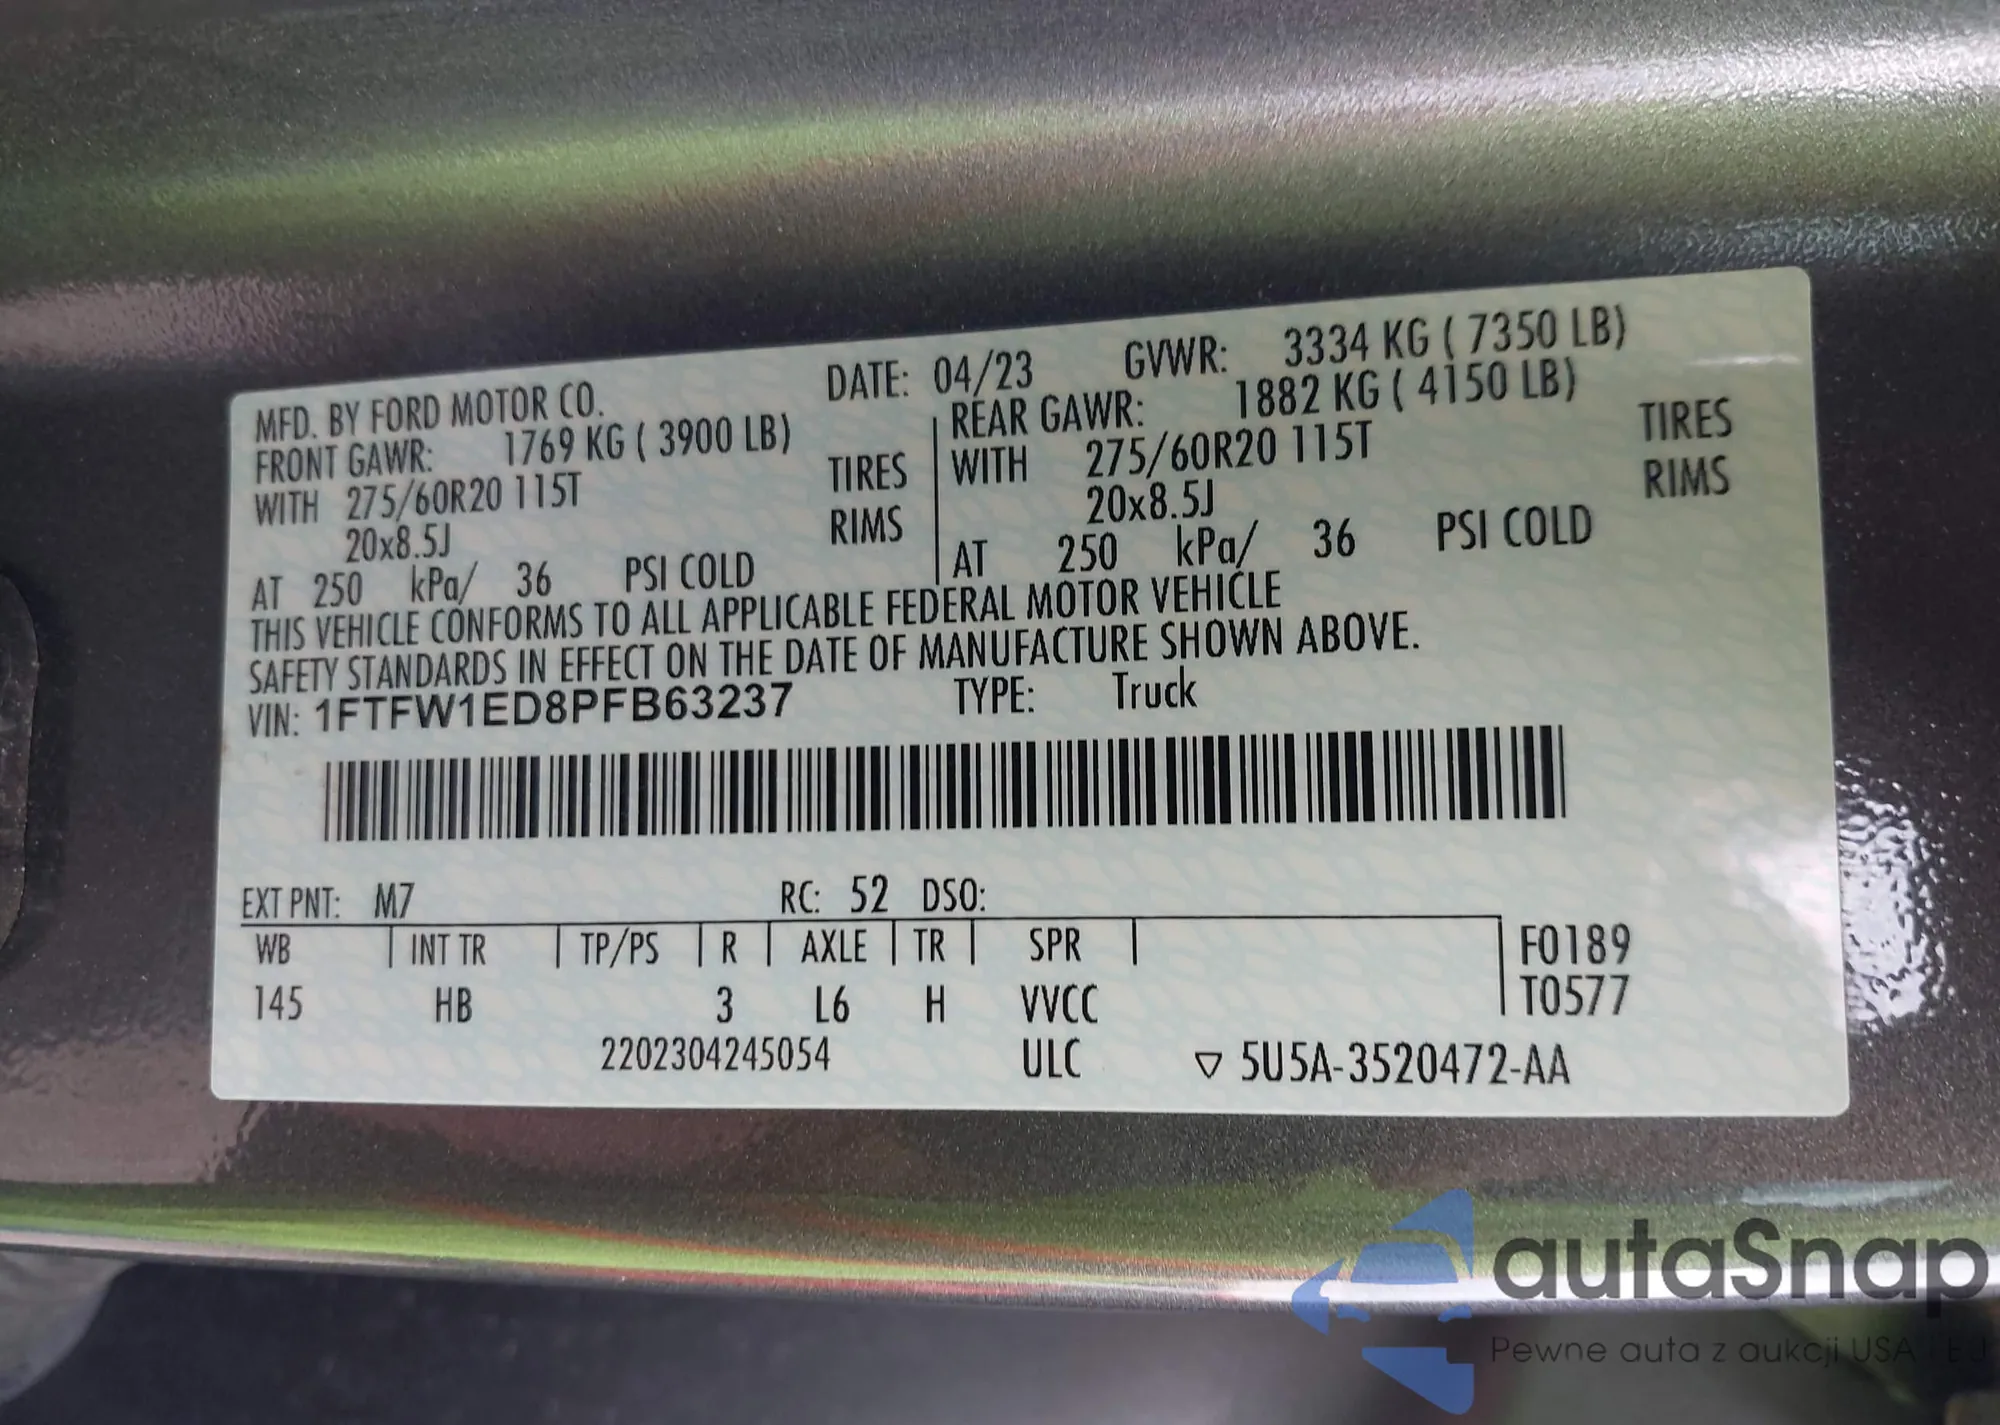 MFD. BY FORD MOTOR CO. DATE: 04/23 GVWR: 3334 KG ( 7350 LB)
FRONT GAWR: 1769 KG ( 3900 LB) REAR GAWR: 1882 KG ( 4150 LB)
WITH 275/60R20 115T TIRES WITH 275/60R20 115T TIRES
20x8.5J RIMS 20x8.5J RIMS
AT 250 kPa/ 36 PSI COLD AT 250 kPa/ 36 PSI COLD
THIS VEHICLE CONFORMS TO ALL APPLICABLE FEDERAL MOTOR VEHICLE
SAFETY STANDARDS IN EFFECT ON THE DATE OF MANUFACTURE SHOWN ABOVE.
VIN: 1FTFW1ED8PFB63237 TYPE: Truck
EXT PNT: M7 RC: 52 DSO:
WB INT TR TP/PS R AXLE TR SPR F0189
145 HB 3 L6 H VVCC T0577
2202304245054 ULC ▽ 5U5A-3520472-AA
autaSnap
Pewne auta z aukcji USA i EU